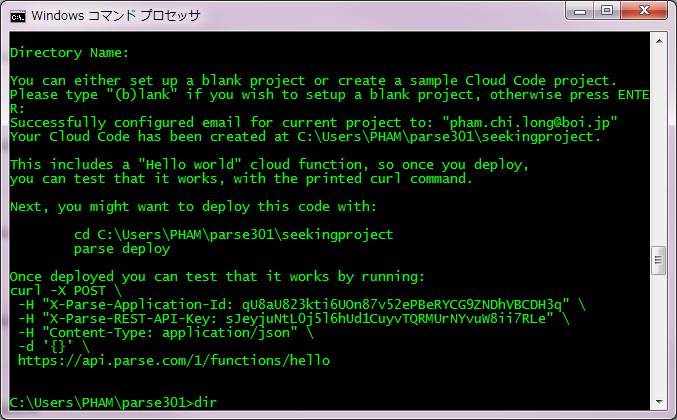 Windows コマンド プロセッサ
Directory Name:
You can either set up a blank project or create a sample Cloud Code project.
Please type "(b)lank" if you wish to setup a blank project, otherwise press ENTE
R:
Successfully configured email for current project to: "pham.chi.long@boi.jp"
Your Cloud Code has been created at C:\Users\PHAM\parse301\seekingproject.
This includes a "Hello world" cloud function, so once you deploy,
you can test that it works, with the printed curl command.
Next, you might want to deploy this code with:
cd C:\Users\PHAM\parse301\seekingproject
parse deploy
Once deployed you can test that it works by running:
curl -X POST \
-H "X-Parse-Application-Id: qU8aU823kti6UOn87v52ePBeRYCG9ZNDhVBCDH3q" \
-H "X-Parse-REST-API-Key: sJeyjuNtL0j5l6hUd1CuyvTQRMUrNYvuW8ii7RLe" \
-H "Content-Type: application/json" \
-d '{}' \
https://api.parse.com/1/functions/hello
C:\Users\PHAM\parse301>dir